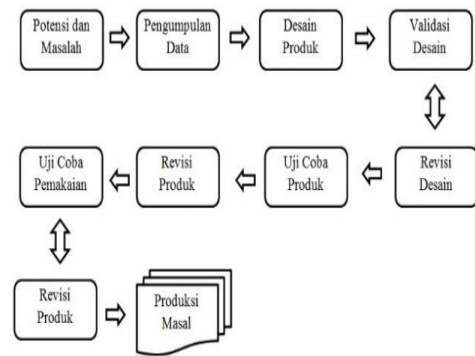 Potensi dan
Masalah
Pengumpulan
Data
Desain
Produk
Validasi
Desain
Revisi
Desain
Uji Coba
Produk
Revisi
Produk
Uji Coba
Pemakaian
Revisi
Produk
Produksi
Masal